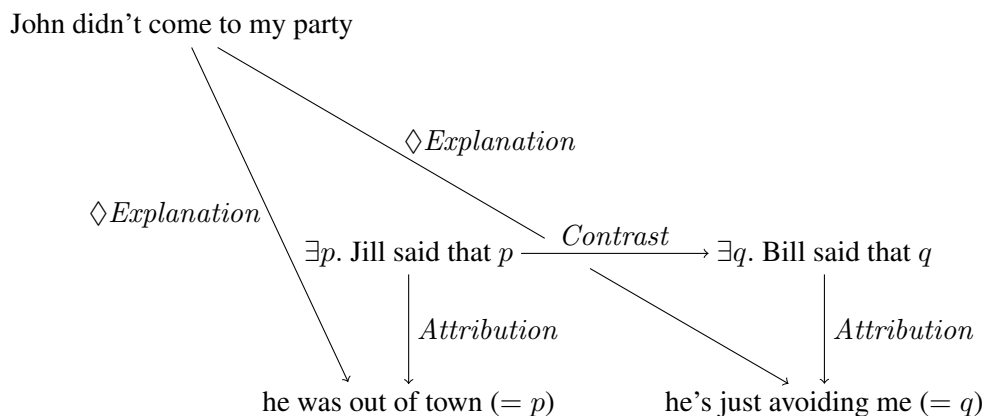 John didn't come to my party
◇Explanation
◇Explanation
∃p. Jill said that p
Contrast
∃q. Bill said that q
Attribution
Attribution
he was out of town (= p)
he's just avoiding me (= q)